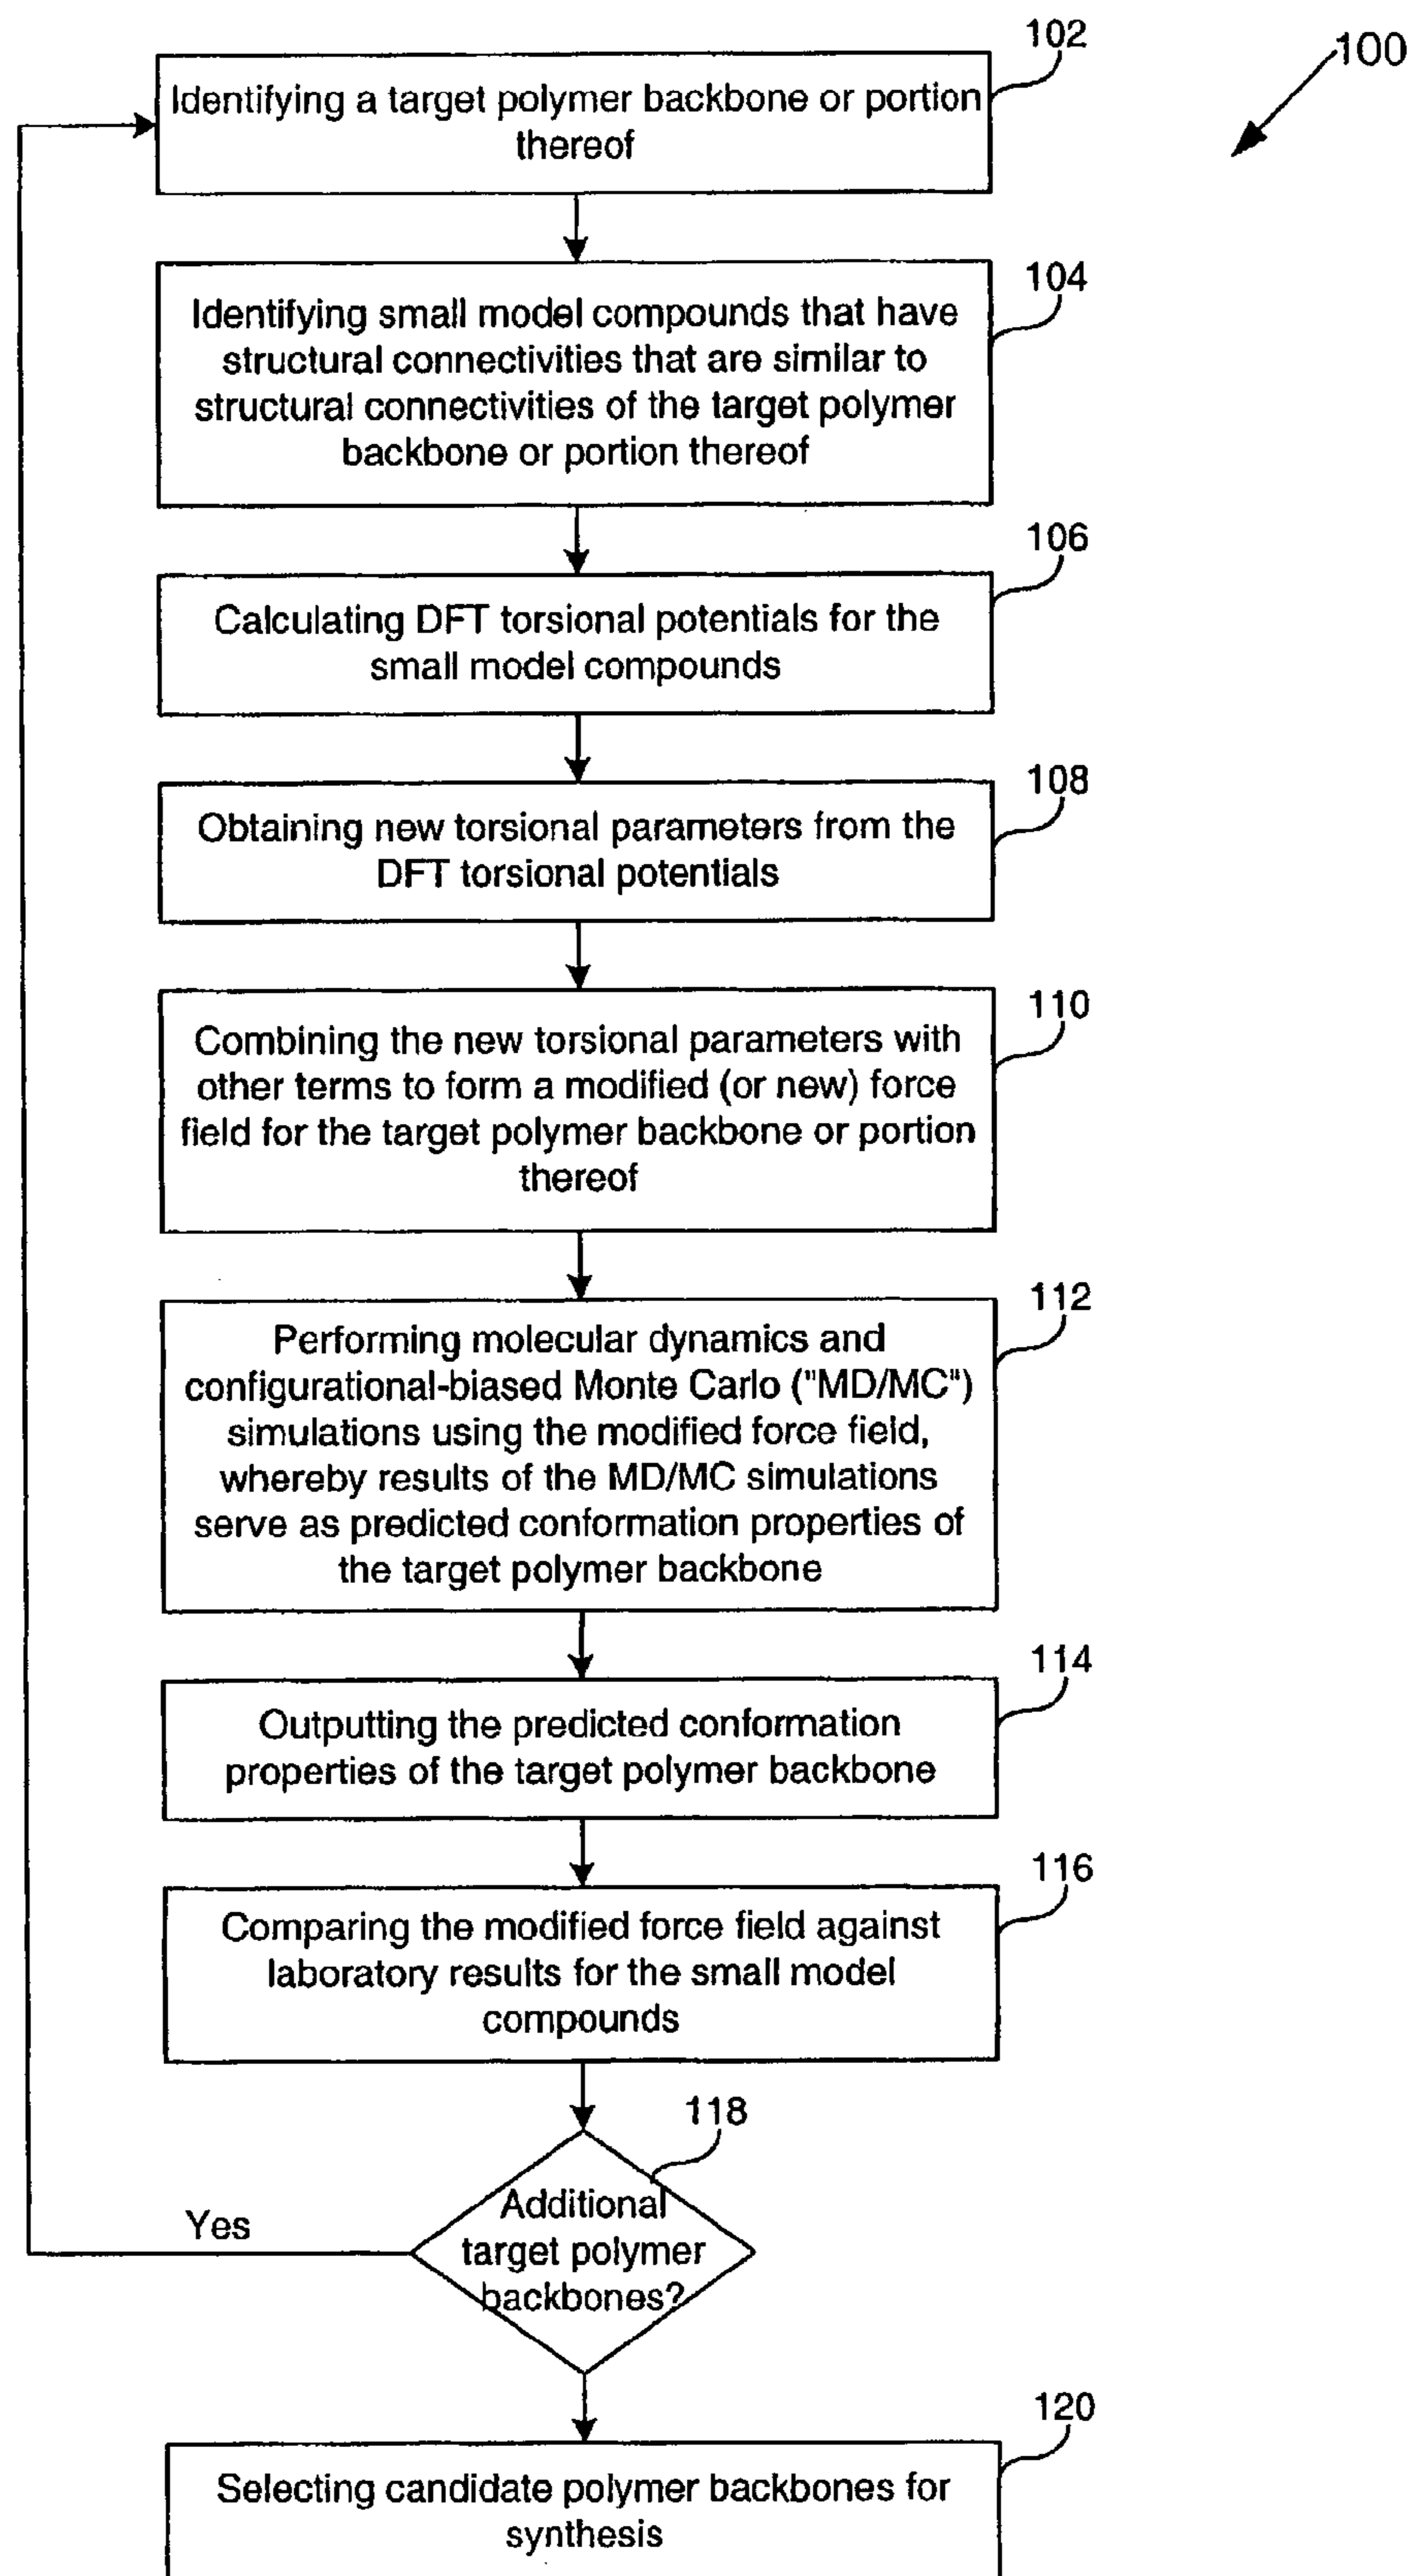 102
100
Identifying a target polymer backbone or portion
thereof
104
Identifying small model compounds that have
structural connectivities that are similar to
structural connectivities of the target polymer
backbone or portion thereof
106
Calculating DFT torsional potentials for the
small model compounds
108
Obtaining new torsional parameters from the
DFT torsional potentials
110
Combining the new torsional parameters with
other terms to form a modified (or new) force
field for the target polymer backbone or portion
thereof
112
Performing molecular dynamics and
configurational-biased Monte Carlo ("MD/MC")
simulations using the modified force field,
whereby results of the MD/MC simulations
serve as predicted conformation properties of
the target polymer backbone
114
Outputting the predicted conformation
properties of the target polymer backbone
116
Comparing the modified force field against
laboratory results for the small model
compounds
118
Additional
target polymer
backbones?
Yes
120
Selecting candidate polymer backbones for
synthesis